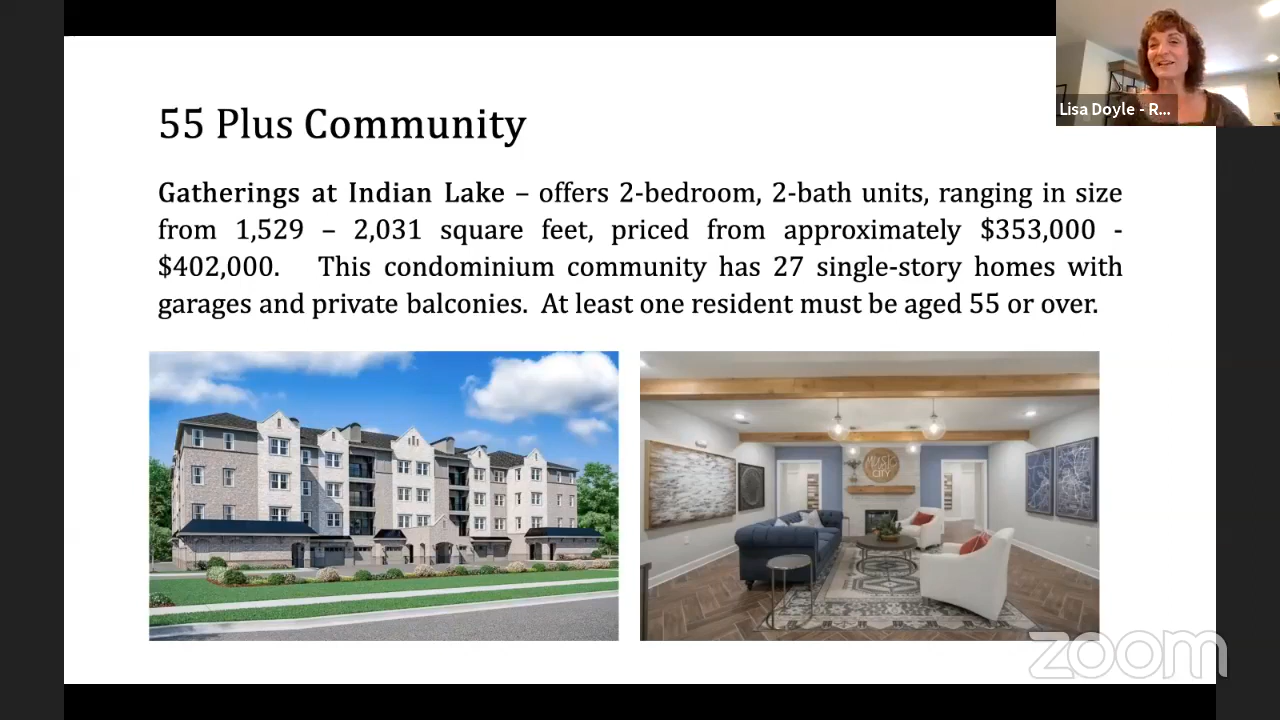 Lisa Doyle - R...
55 Plus Community
Gatherings at Indian Lake – offers 2-bedroom, 2-bath units, ranging in size
from 1,529 – 2,031 square feet, priced from approximately $353,000 -
$402,000. This condominium community has 27 single-story homes with
garages and private balconies. At least one resident must be aged 55 or over.
MUSIC
CITY
zoom